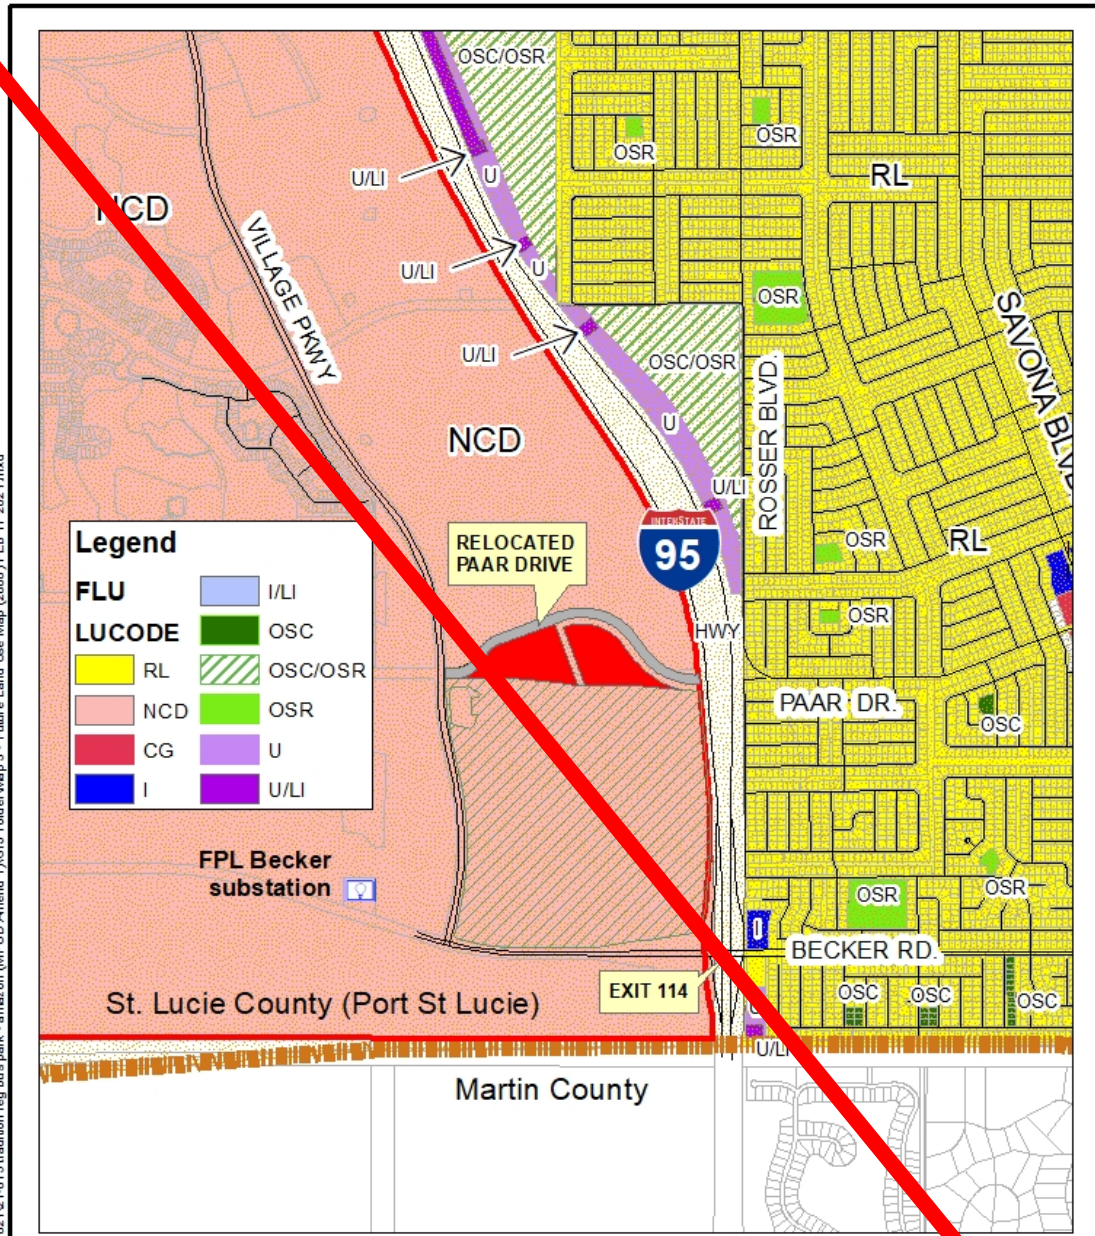 OSC/OSR
OSR
OSR
RL
U/LI
U
NCD
VILLAGE PKWY
U/LI
U
OSR
SAVONA BLVD.
U/LI
OSC/OSR
ROSSER BLVD.
U
NCD
U/LI
INTERSTATE
95
OSR
RL
RELOCATED
PAAR DRIVE
Legend
FLU
LUCODE
RL
NCD
CG
I
I/LI
OSC
OSC/OSR
OSR
U
U/LI
OSR
HWY
PAAR DR.
OSC
FPL Becker
substation
OSR
OSR
I
BECKER RD.
EXIT 114
OSC
OSC
OSC
St. Lucie County (Port St Lucie)
U/LI
Martin County